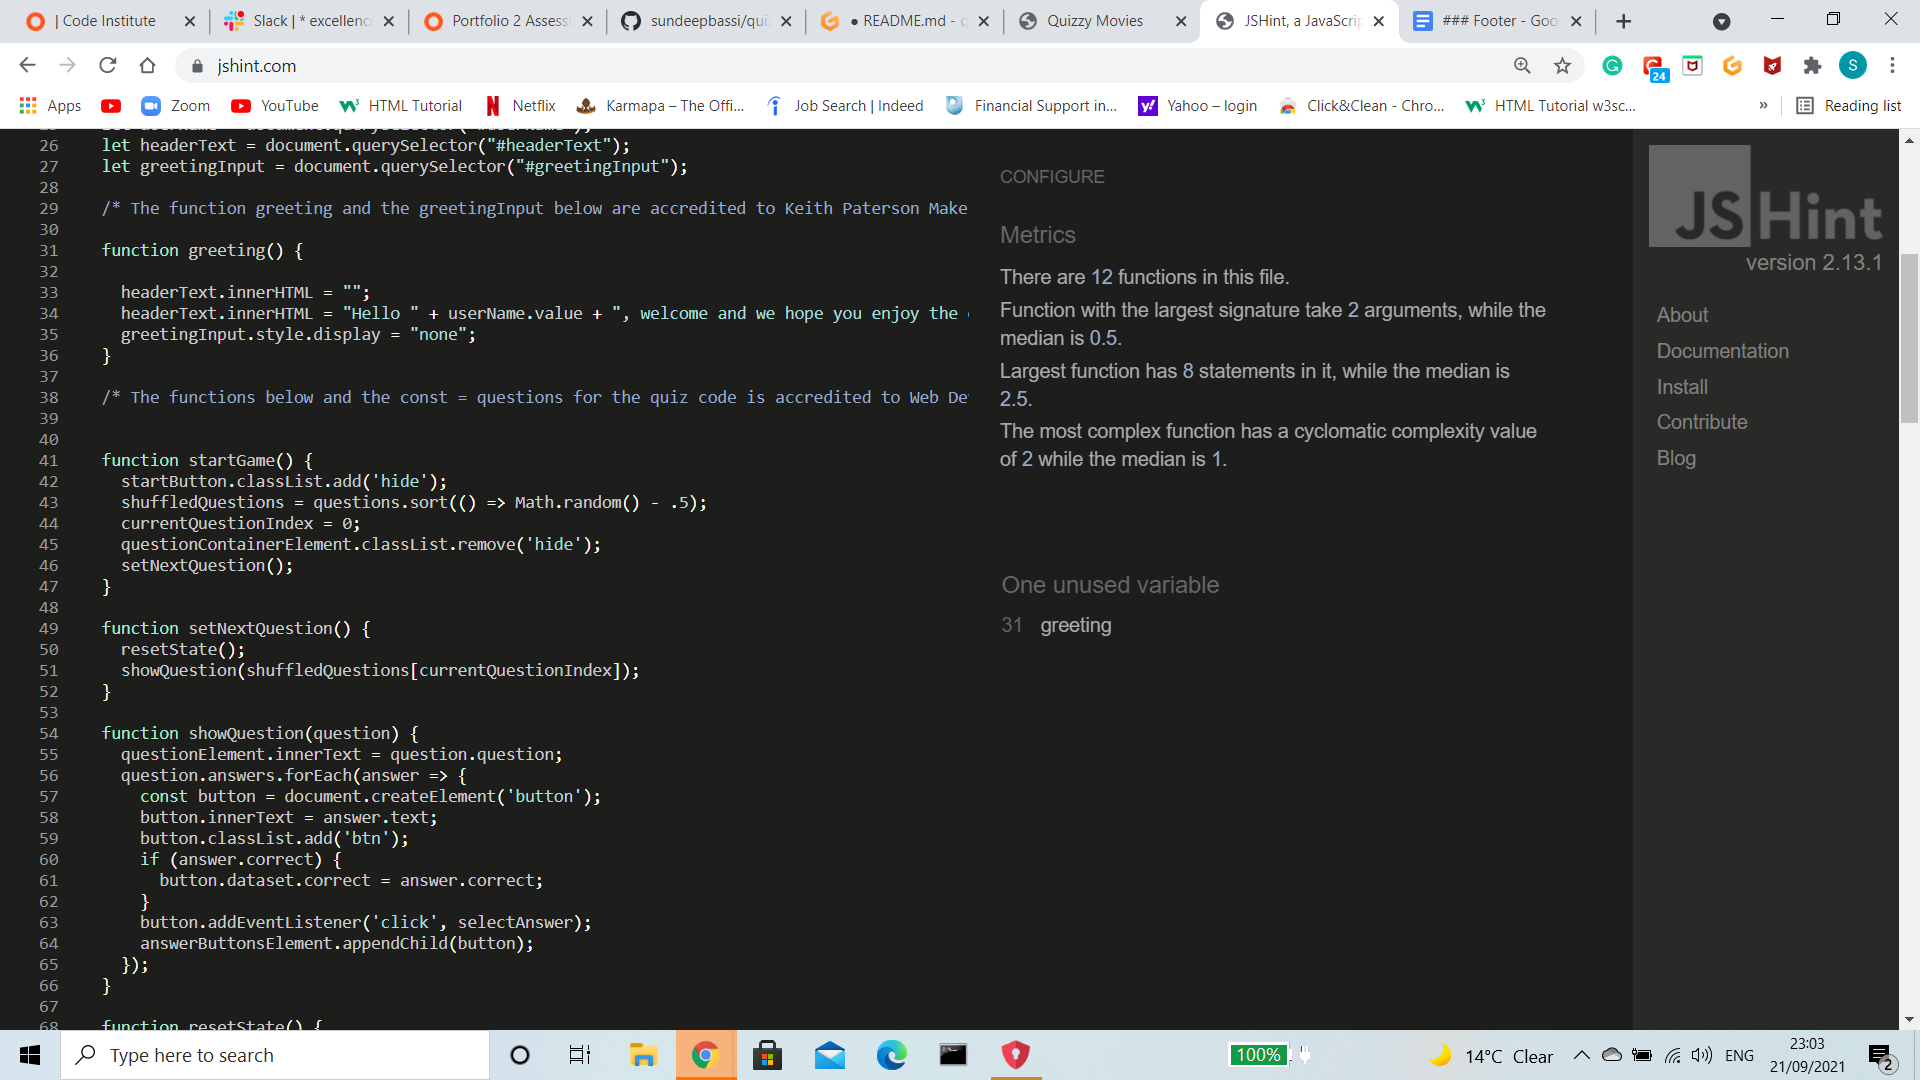 | Code Institute
Slack | * excellenc
Portfolio 2 Assess
sundeepbassi/qui
● README.md - q
Quizzy Movies
JSHint, a JavaScrip
### Footer - Goo
jshint.com
24
S
Apps
Zoom
YouTube
HTML Tutorial
Netflix
Karmapa – The Offi...
Job Search | Indeed
Financial Support in...
Yahoo – login
Click&Clean - Chro...
HTML Tutorial w3sc...
»
Reading list
26 let headerText = document.querySelector("#headerText");
27 let greetingInput = document.querySelector("#greetingInput");
28
29 /* The function greeting and the greetingInput below are accredited to Keith Paterson Make
30
31 function greeting() {
32
33 headerText.innerHTML = "";
34 headerText.innerHTML = "Hello " + userName.value + ", welcome and we hope you enjoy the
35 greetingInput.style.display = "none";
36 }
37
38 /* The functions below and the const = questions for the quiz code is accredited to Web De
39
40
41 function startGame() {
42 startButton.classList.add('hide');
43 shuffledQuestions = questions.sort(() => Math.random() - .5);
44 currentQuestionIndex = 0;
45 questionContainerElement.classList.remove('hide');
46 setNextQuestion();
47 }
48
49 function setNextQuestion() {
50 resetState();
51 showQuestion(shuffledQuestions[currentQuestionIndex]);
52 }
53
54 function showQuestion(question) {
55 questionElement.innerText = question.question;
56 question.answers.forEach(answer => {
57 const button = document.createElement('button');
58 button.innerText = answer.text;
59 button.classList.add('btn');
60 if (answer.correct) {
61 button.dataset.correct = answer.correct;
62 }
63 button.addEventListener('click', selectAnswer);
64 answerButtonsElement.appendChild(button);
65 });
66 }
67
68 function resetState() {
CONFIGURE
Metrics
There are 12 functions in this file.
Function with the largest signature take 2 arguments, while the
median is 0.5.
Largest function has 8 statements in it, while the median is
2.5.
The most complex function has a cyclomatic complexity value
of 2 while the median is 1.
One unused variable
31 greeting
JSHint
version 2.13.1
About
Documentation
Install
Contribute
Blog
Type here to search
100%
14°C Clear
ENG
23:03
21/09/2021
2